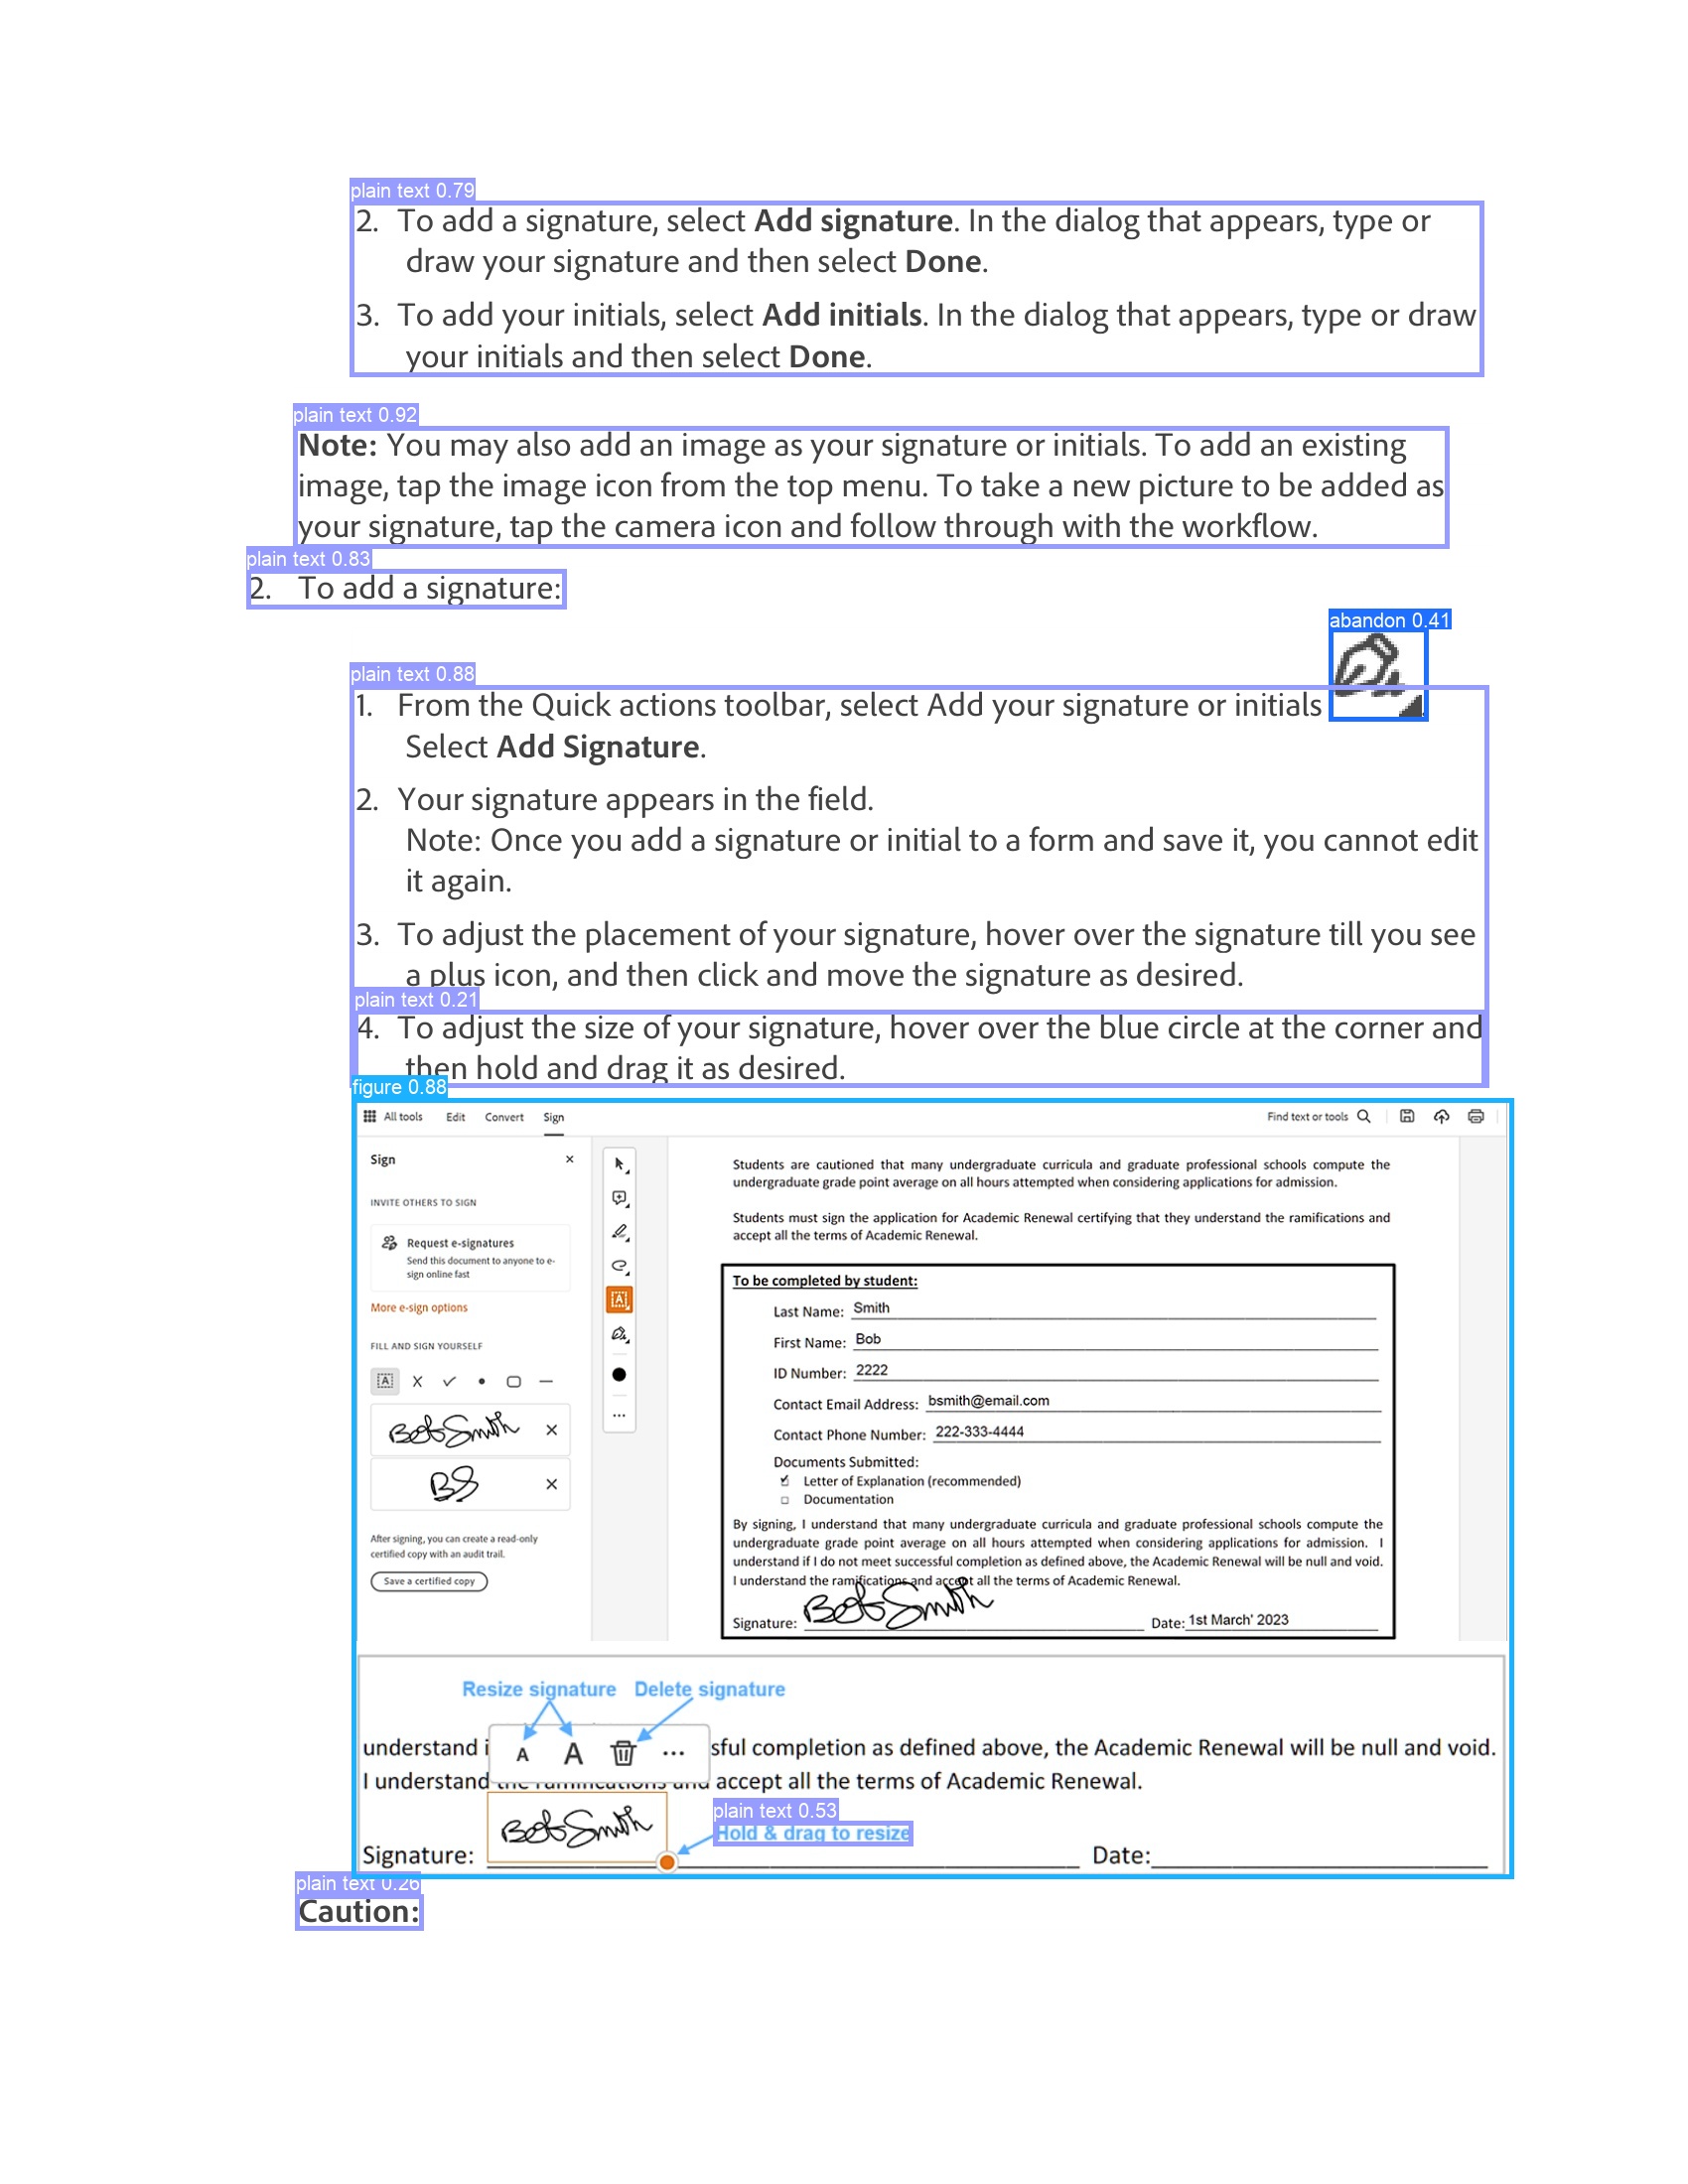 plain text 0.79
2. To add a signature, select Add signature. In the dialog that appears, type or
draw your signature and then select Done.
3. To add your initials, select Add initials. In the dialog that appears, type or draw
your initials and then select Done.
plain text 0.92
Note: You may also add an image as your signature or initials. To add an existing
image, tap the image icon from the top menu. To take a new picture to be added as
your signature, tap the camera icon and follow through with the workflow.
plain text 0.83
2. To add a signature:
abandon 0.41
plain text 0.88
1. From the Quick actions toolbar, select Add your signature or initials
Select Add Signature.
2. Your signature appears in the field.
Note: Once you add a signature or initial to a form and save it, you cannot edit
it again.
3. To adjust the placement of your signature, hover over the signature till you see
a plus icon, and then click and move the signature as desired.
plain text 0.21
4. To adjust the size of your signature, hover over the blue circle at the corner and
then hold and drag it as desired.
figure 0.88
All tools Edit Convert Sign Find text or tools
Sign
INVITE OTHERS TO SIGN
Request e-signatures
Send this document to anyone to e-
sign online fast
More e-sign options
FILL AND SIGN YOURSELF
A
Bob Smith
BS
After signing, you can create a read-only
certified copy with an audit trail.
Save a certified copy
A
Students are cautioned that many undergraduate curricula and graduate professional schools compute the
undergraduate grade point average on all hours attempted when considering applications for admission.
Students must sign the application for Academic Renewal certifying that they understand the ramifications and
accept all the terms of Academic Renewal.
To be completed by student:
Last Name: Smith
First Name: Bob
ID Number: 2222
Contact Email Address: bsmith@email.com
Contact Phone Number: 222-333-4444
Documents Submitted:
Letter of Explanation (recommended)
Documentation
By signing, I understand that many undergraduate curricula and graduate professional schools compute the
undergraduate grade point average on all hours attempted when considering applications for admission. I
understand if I do not meet successful completion as defined above, the Academic Renewal will be null and void.
I understand the ramifications and accept all the terms of Academic Renewal.
Signature: Bob Smith Date: 1st March' 2023
Resize signature Delete signature
A A ...
understand i sful completion as defined above, the Academic Renewal will be null and void.
I understand the ramifications and accept all the terms of Academic Renewal.
plain text 0.53
Hold & drag to resize
Signature: Bob Smith Date:
plain text 0.26
Caution: